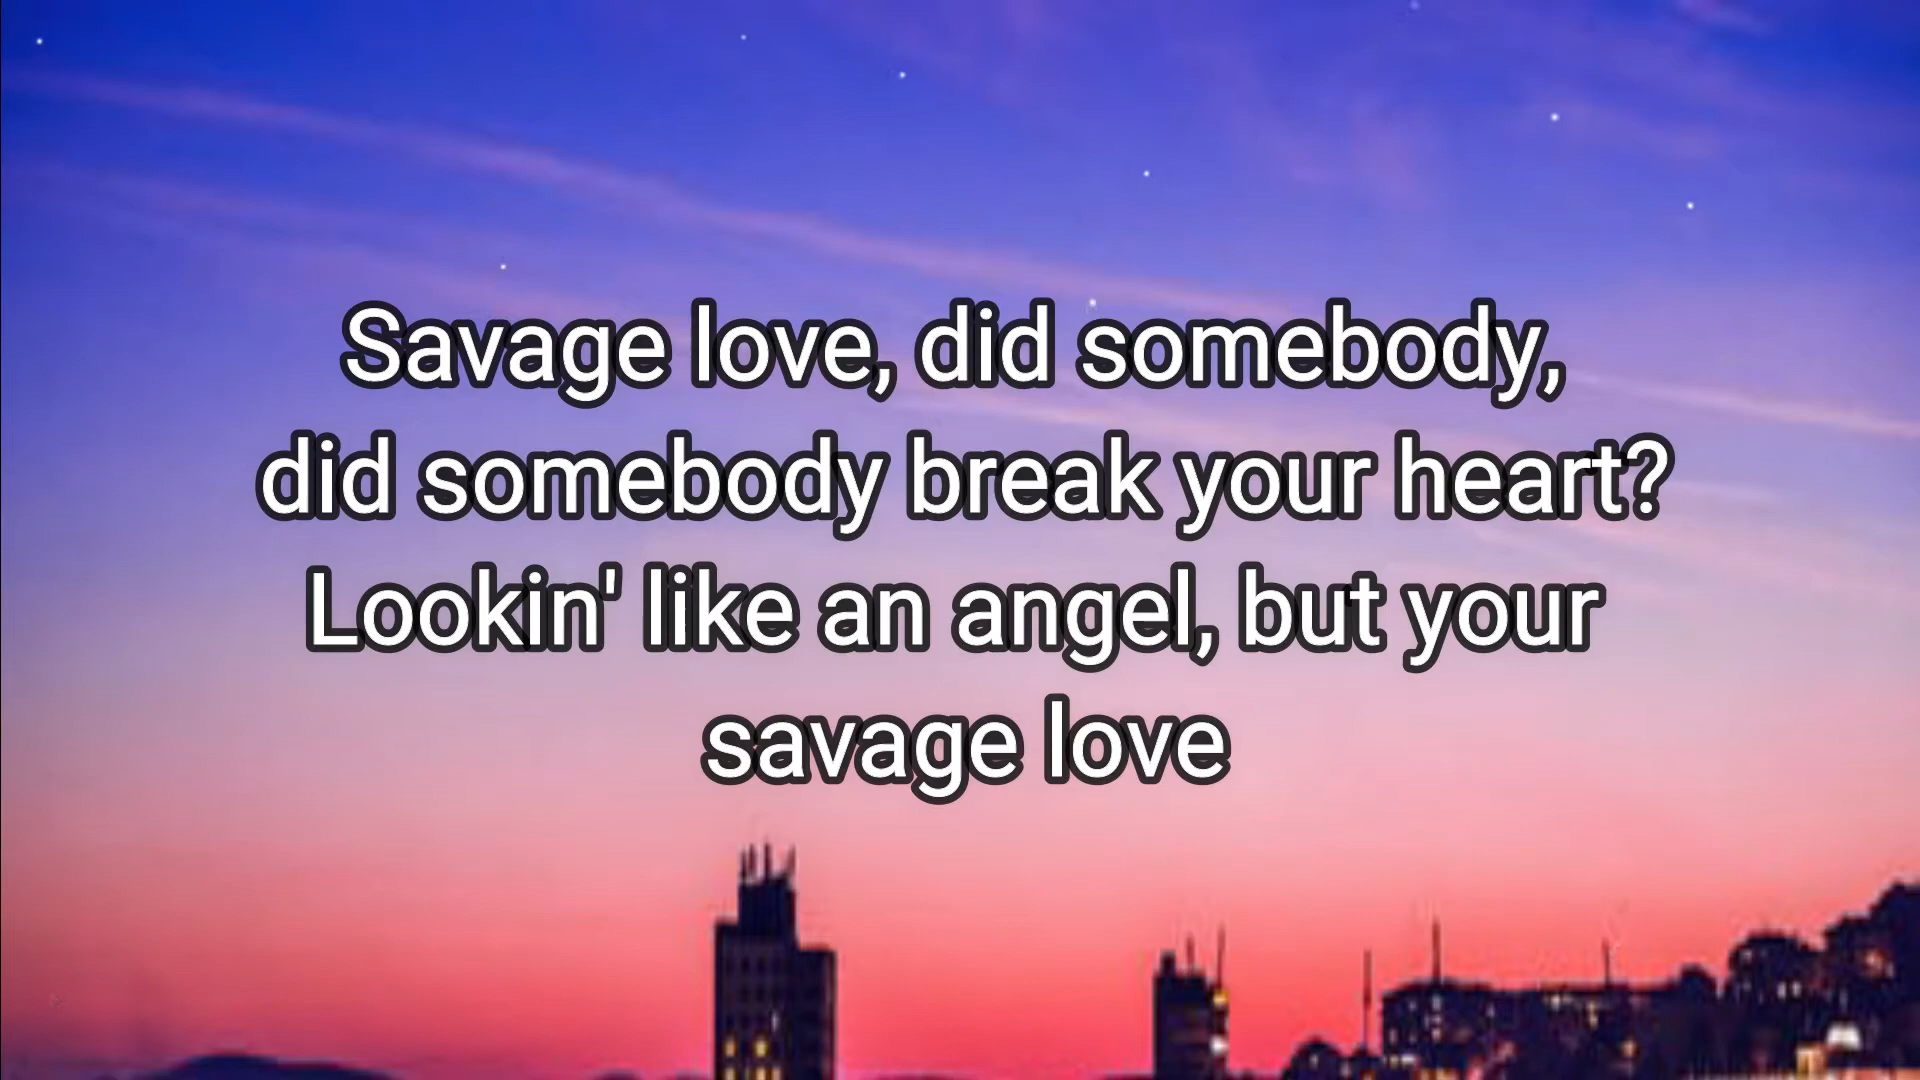 Savage love, did somebody,
did somebody break your heart?
Lookin' like an angel, but your
savage love